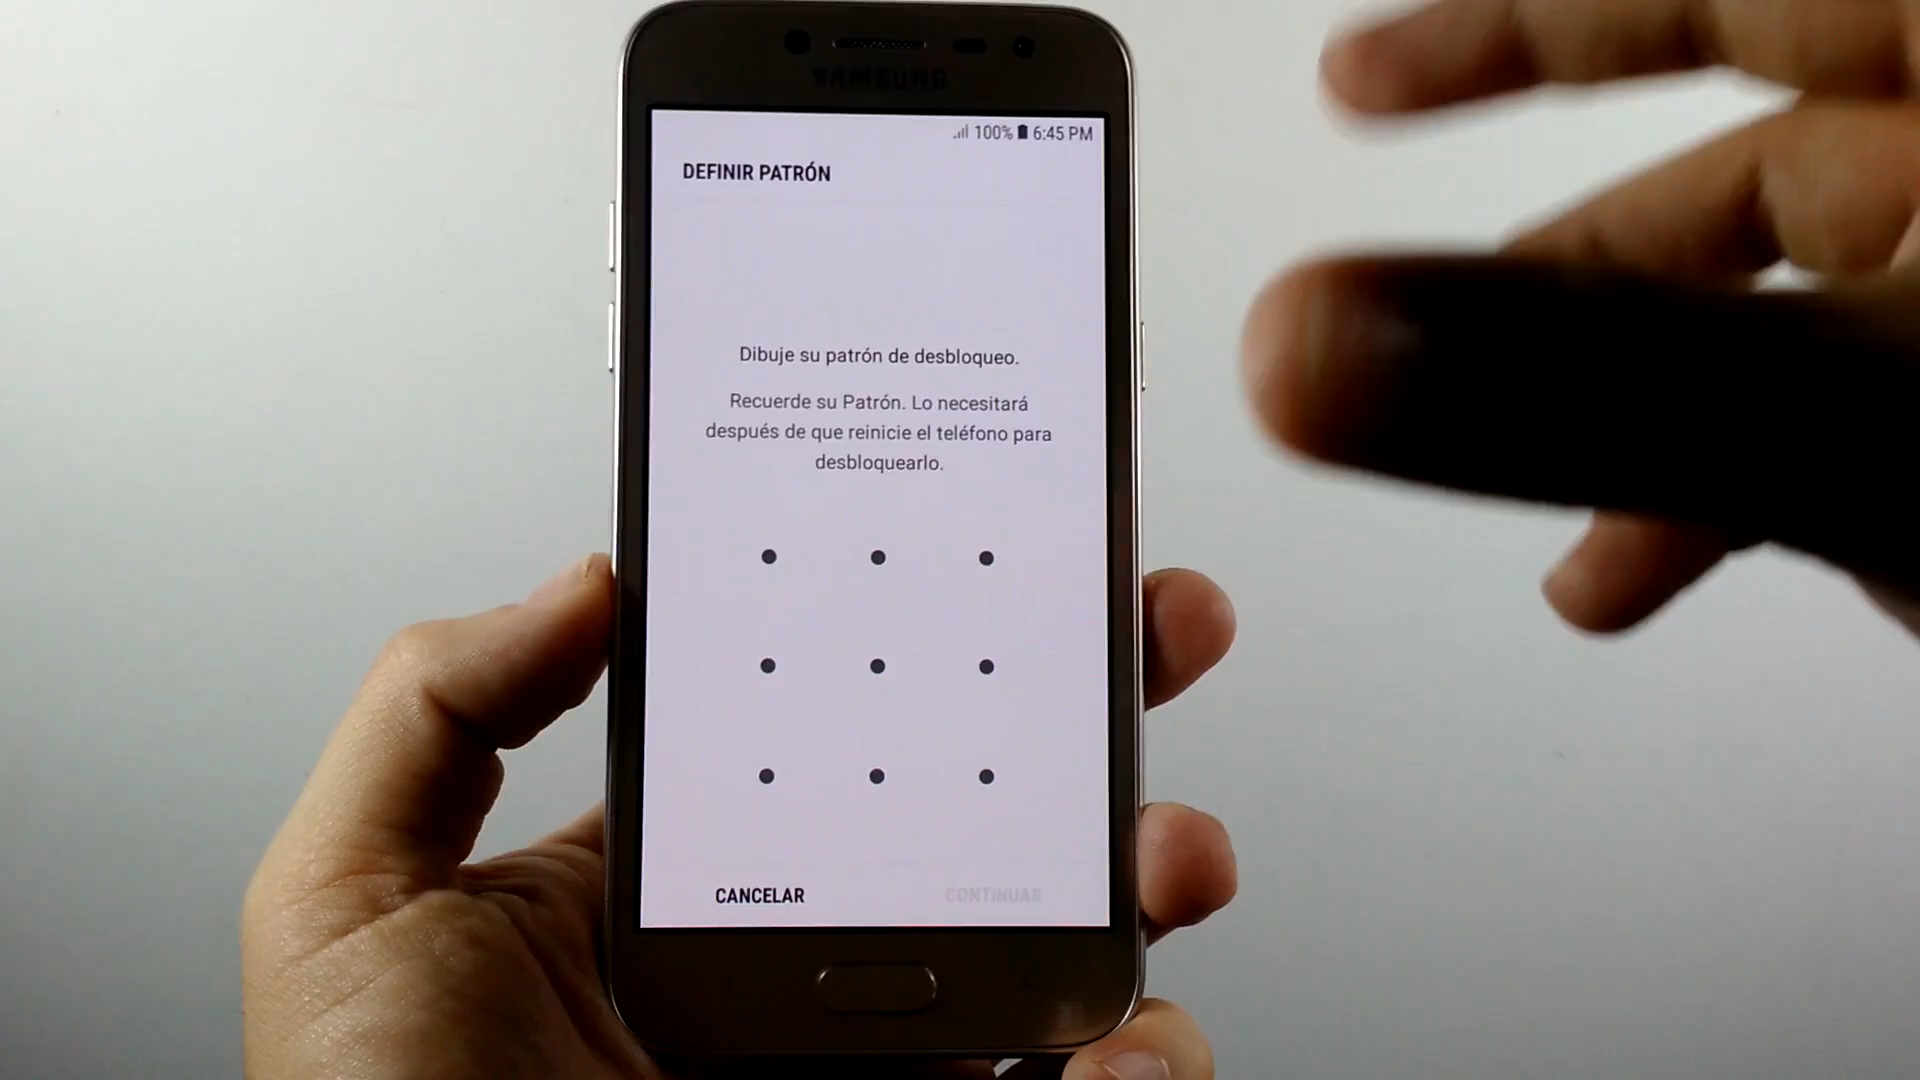 SAMSUNG
100% 6:45 PM
DEFINIR PATRÓN
Dibuje su patrón de desbloqueo.
Recuerde su Patrón. Lo necesitará
después de que reinicie el teléfono para
desbloquearlo.
CANCELAR CONTINUAR